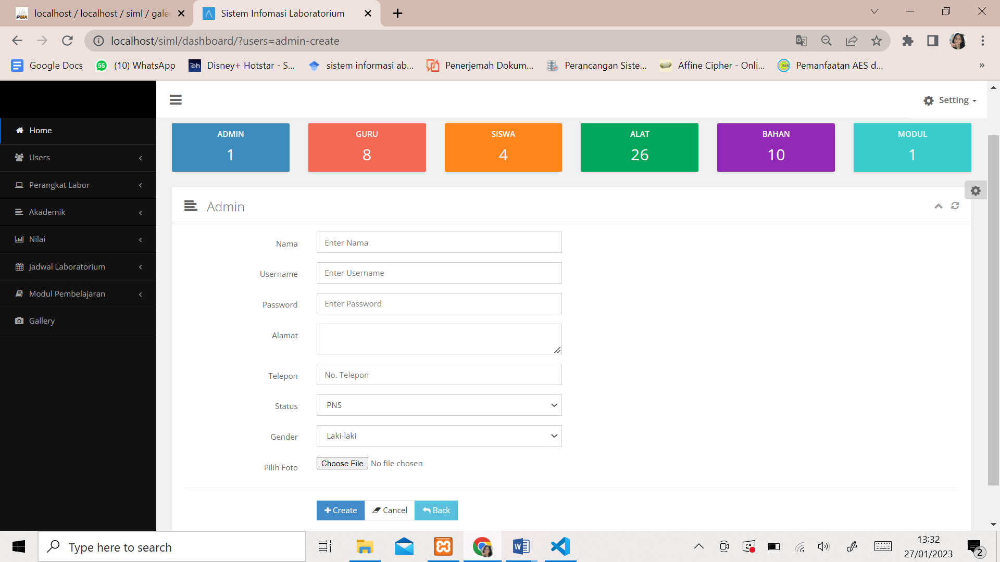 localhost / localhost / siml / gale
Sistem Infomasi Laboratorium
localhost/siml/dashboard/?users=admin-create
Google Docs
56
(10) WhatsApp
Disney+ Hotstar - S...
sistem informasi ab...
Penerjemah Dokum...
Perancangan Siste...
Affine Cipher - Onli...
Pemanfaatan AES d...
»
Setting
Home
Users
Perangkat Labor
Akademik
Nilai
Jadwal Laboratorium
Modul Pembelajaran
Gallery
ADMIN
1
GURU
8
SISWA
4
ALAT
26
BAHAN
10
MODUL
1
Admin
Nama
Enter Nama
Username
Enter Username
Password
Enter Password
Alamat
Telepon
No. Telepon
Status
PNS
Gender
Laki-laki
Pilih Foto
Choose File No file chosen
Create
Cancel
Back
Type here to search
13:32
27/01/2023
2